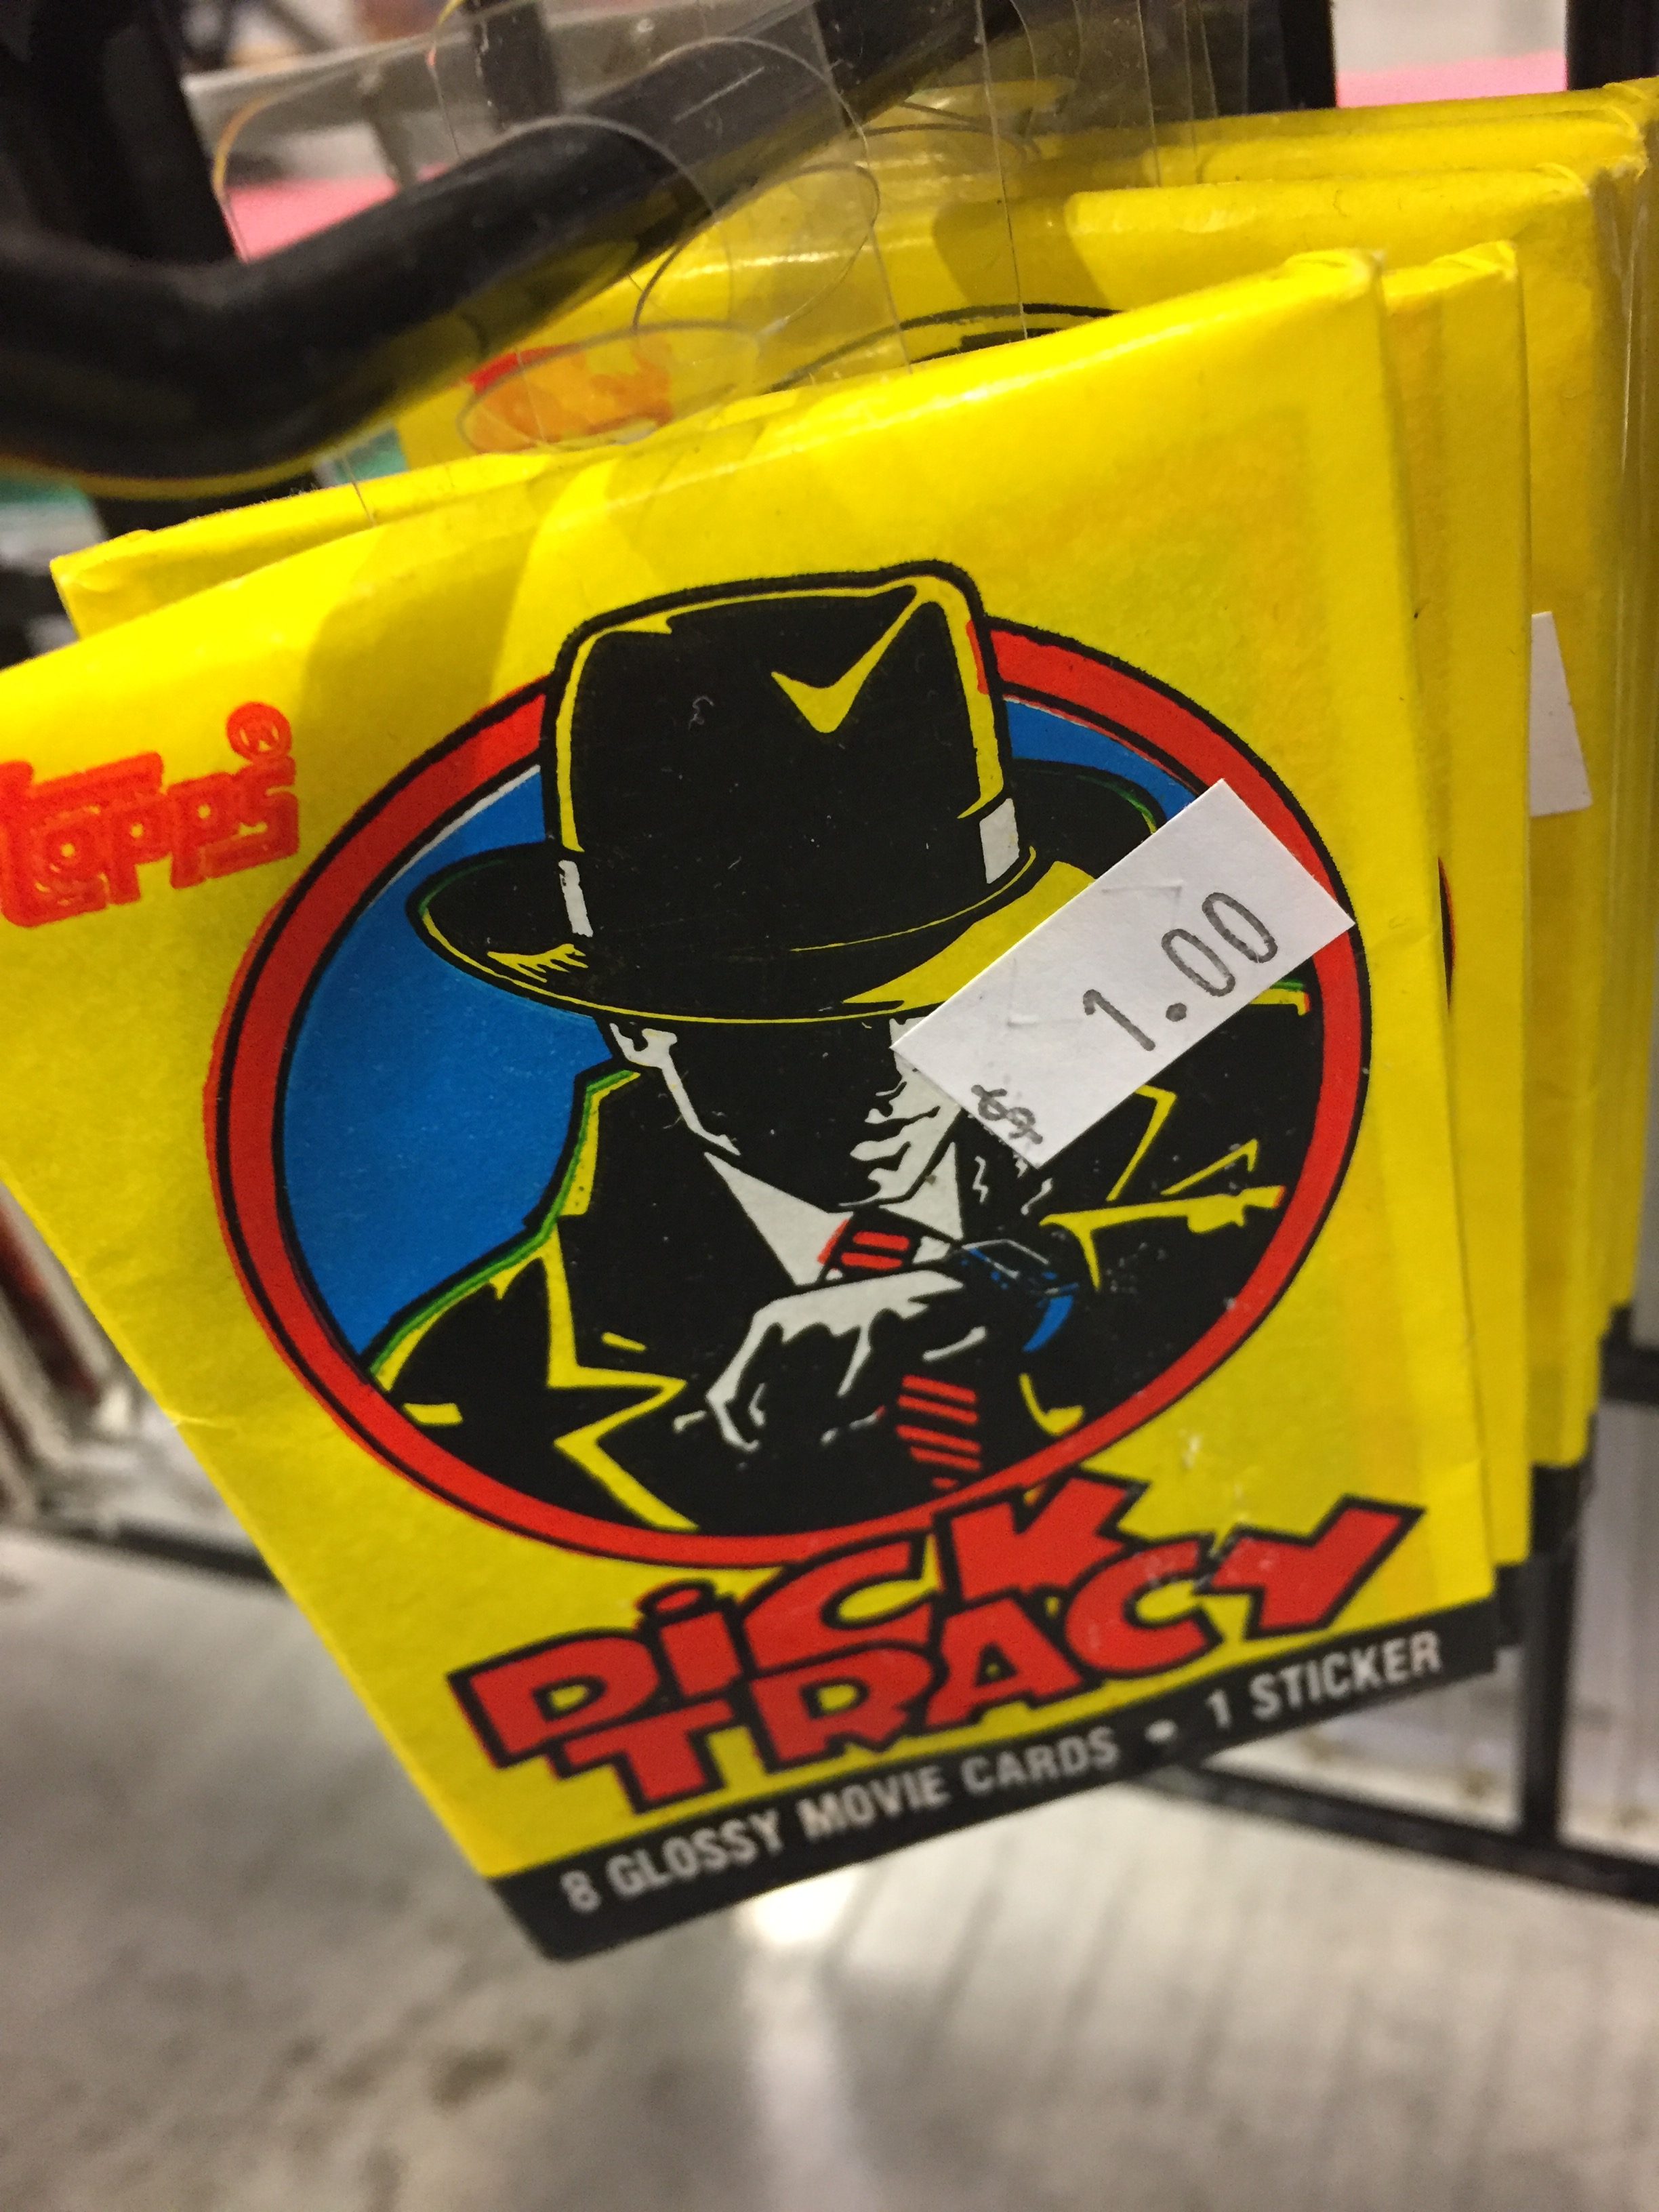 Topps®
1.00
DiCK
TRACY
8 GLOSSY MOVIE CARDS • 1 STICKER